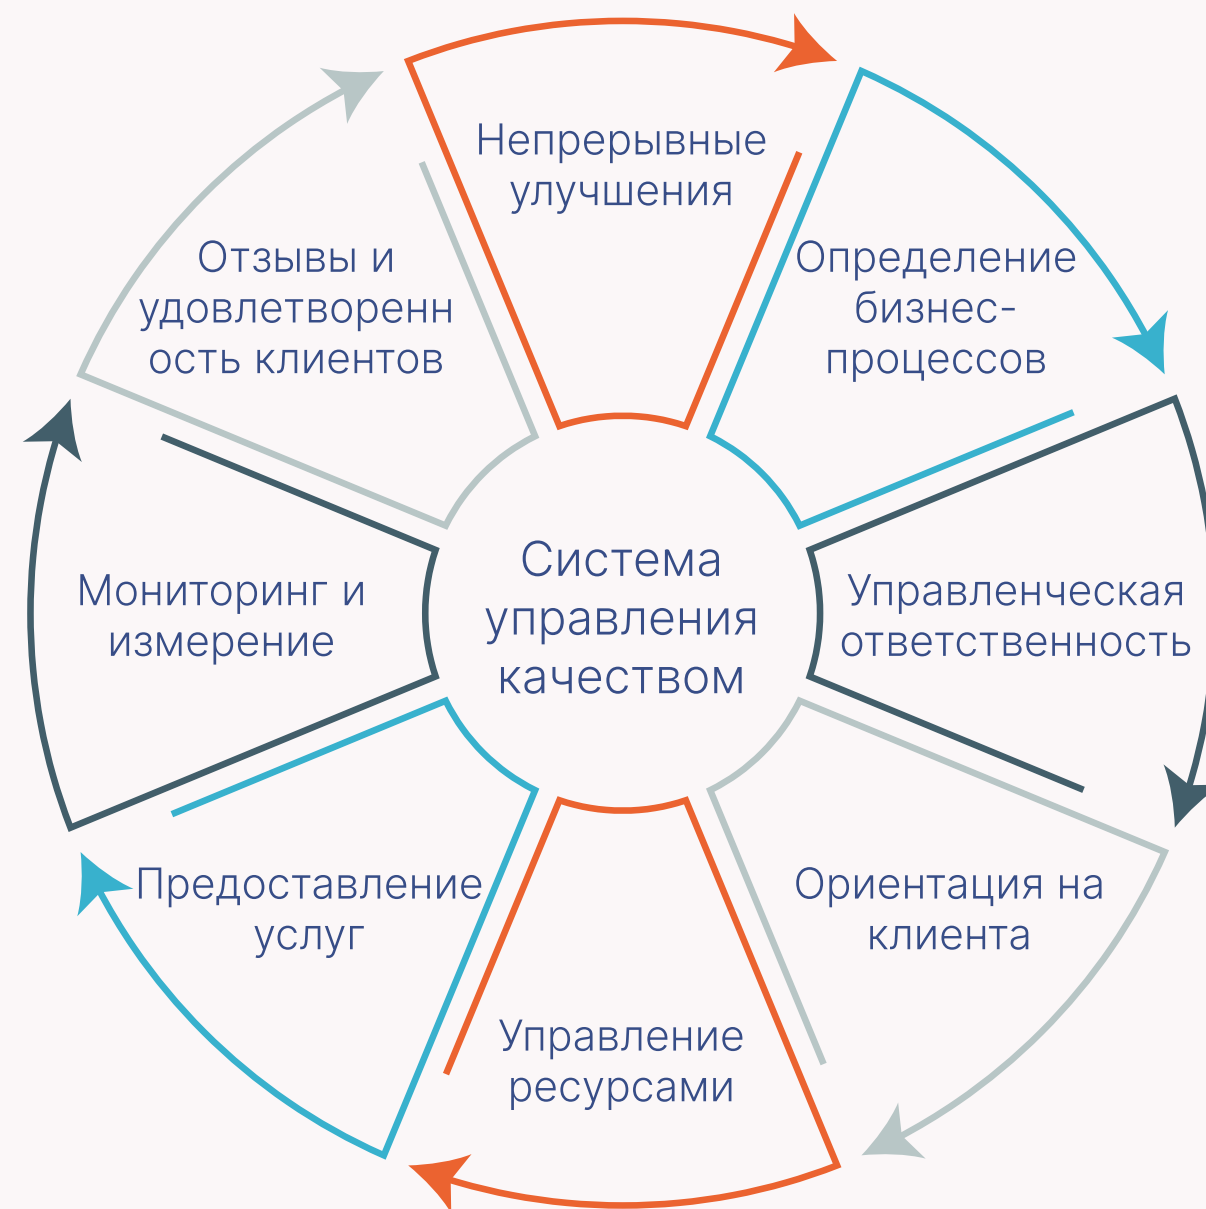 Непрерывные
улучшения
Определение
бизнес-
процессов
Управленческая
ответственность
Ориентация на
клиента
Управление
ресурсами
Предоставление
услуг
Мониторинг и
измерение
Отзывы и
удовлетворенн
ость клиентов
Система
управления
качеством